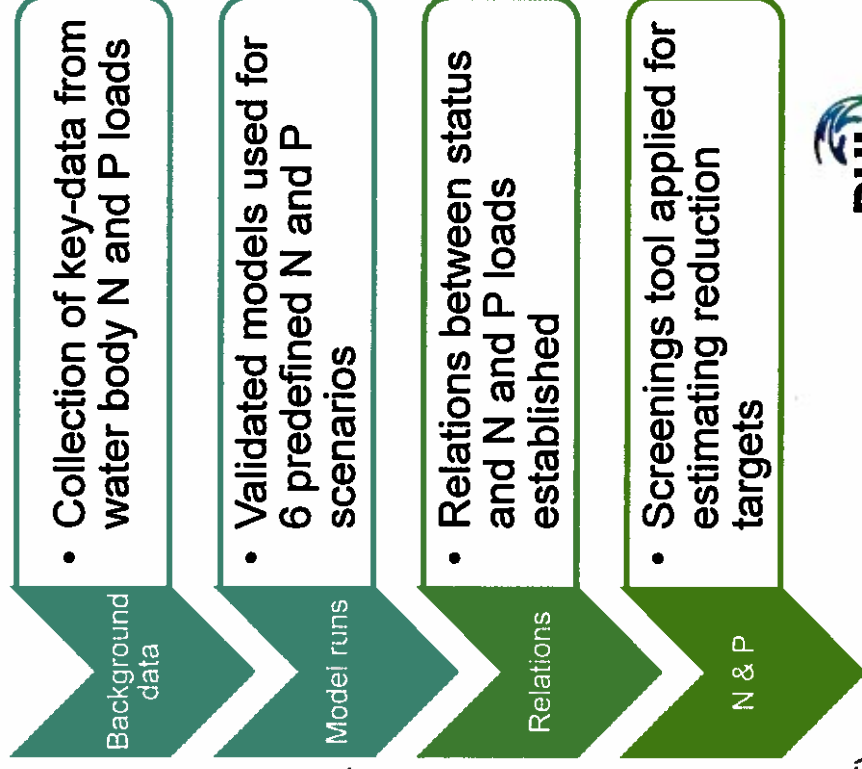 Background
data
• Collection of key-data from
water body N and P loads
Model runs
• Validated models used for
6 predefined N and P
scenarios
Relations
• Relations between status
and N and P loads
established
N & P
• Screenings tool applied for
estimating reduction
targets